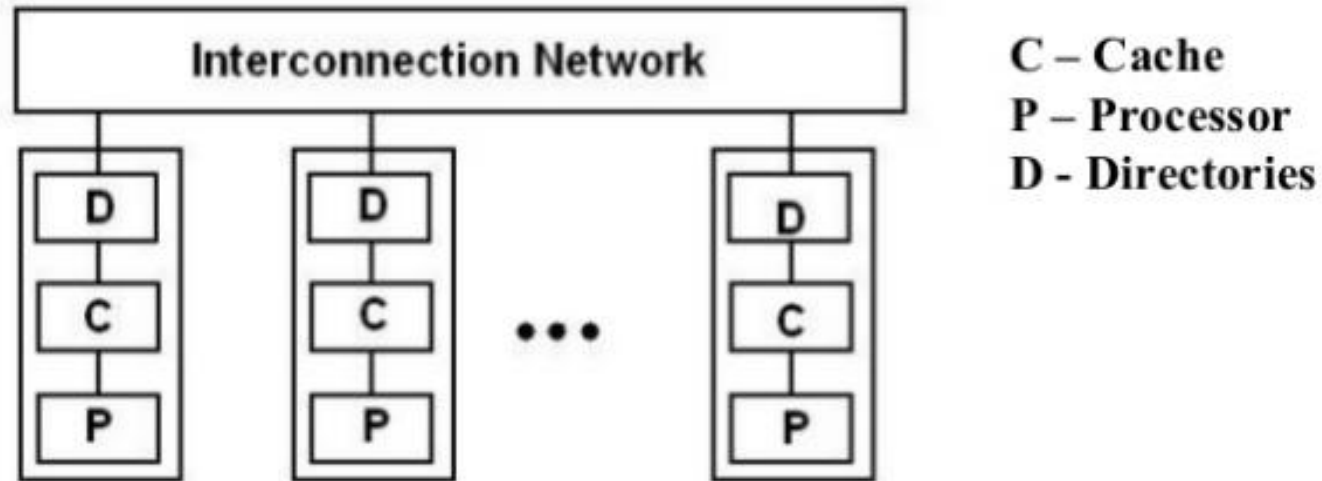 Interconnection Network
C – Cache
P – Processor
D - Directories
D D D
C C C
P P P